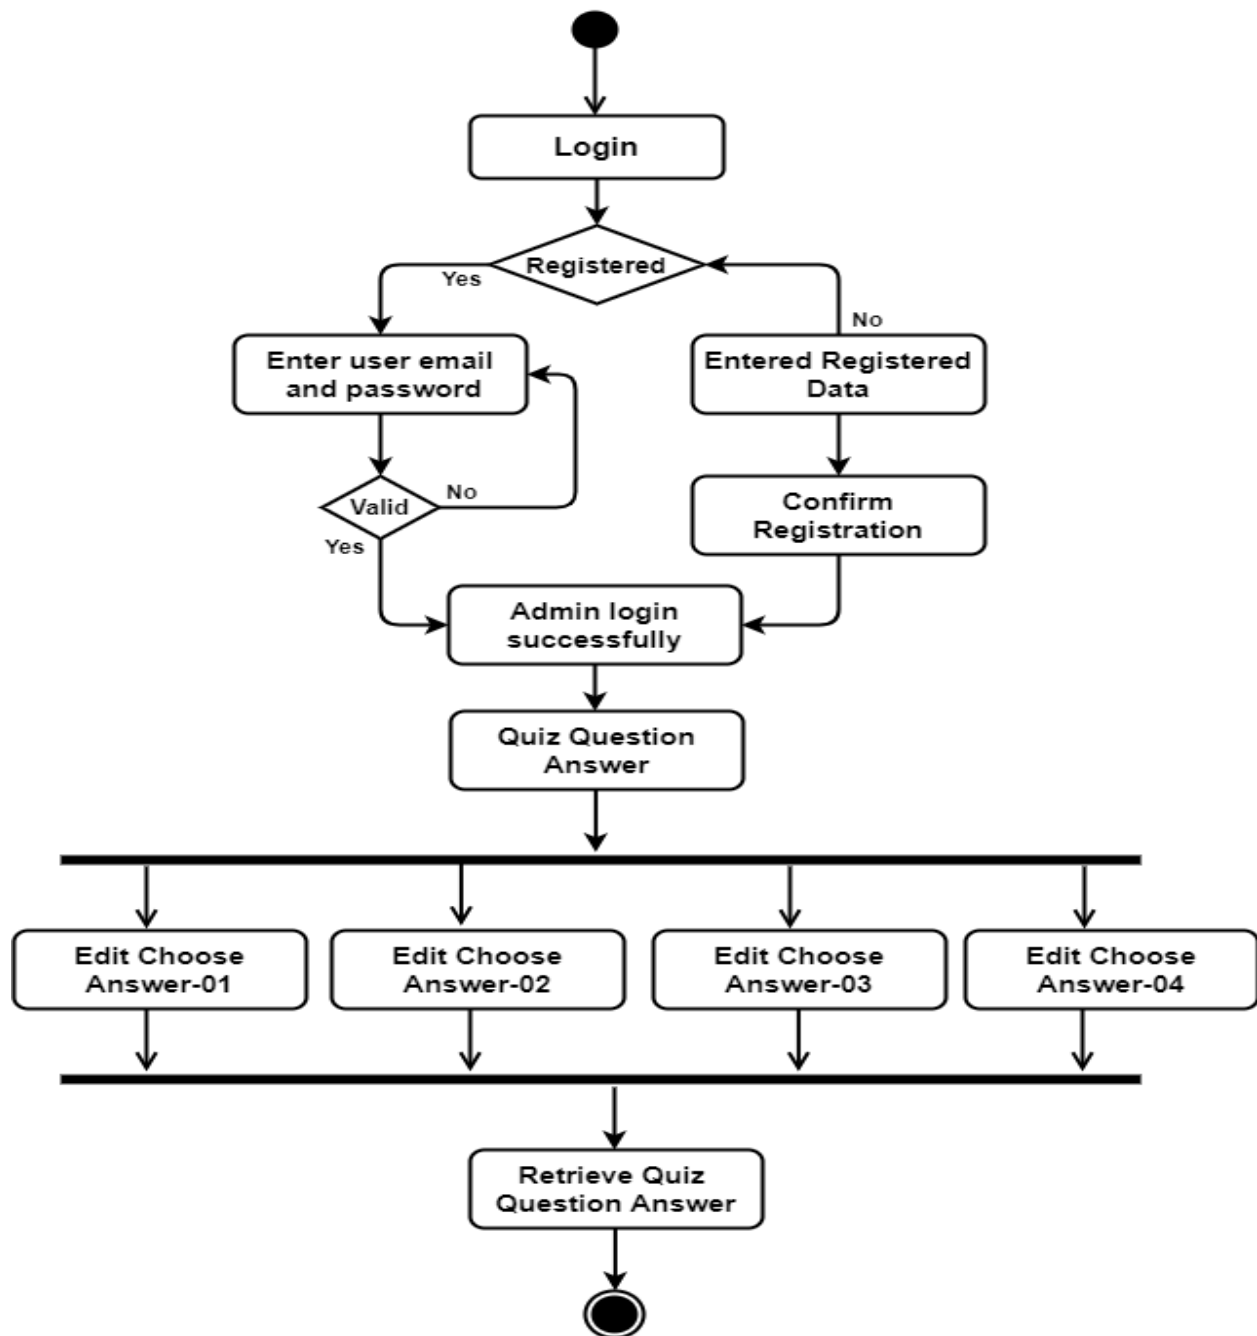 Login
Registered
Yes
No
Enter user email
and password
Entered Registered
Data
Valid
No
Yes
Confirm
Registration
Admin login
successfully
Quiz Question
Answer
Edit Choose
Answer-01
Edit Choose
Answer-02
Edit Choose
Answer-03
Edit Choose
Answer-04
Retrieve Quiz
Question Answer